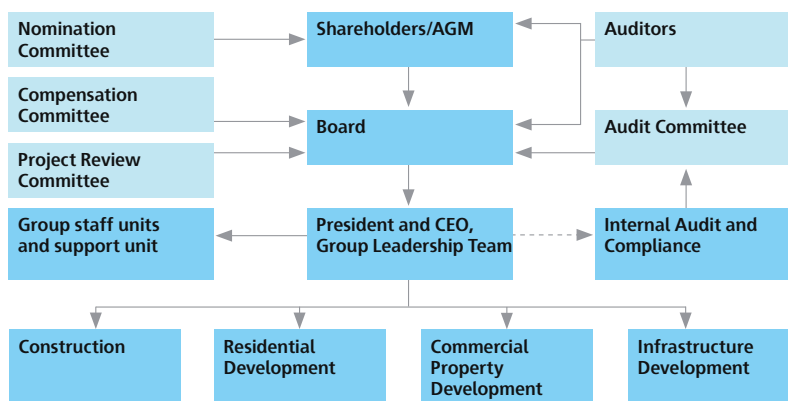 Nomination
Committee
Shareholders/AGM
Auditors
Compensation
Committee
Board
Audit Committee
Project Review
Committee
Group staff units
and support unit
President and CEO,
Group Leadership Team
Internal Audit and
Compliance
Construction
Residential
Development
Commercial
Property
Development
Infrastructure
Development